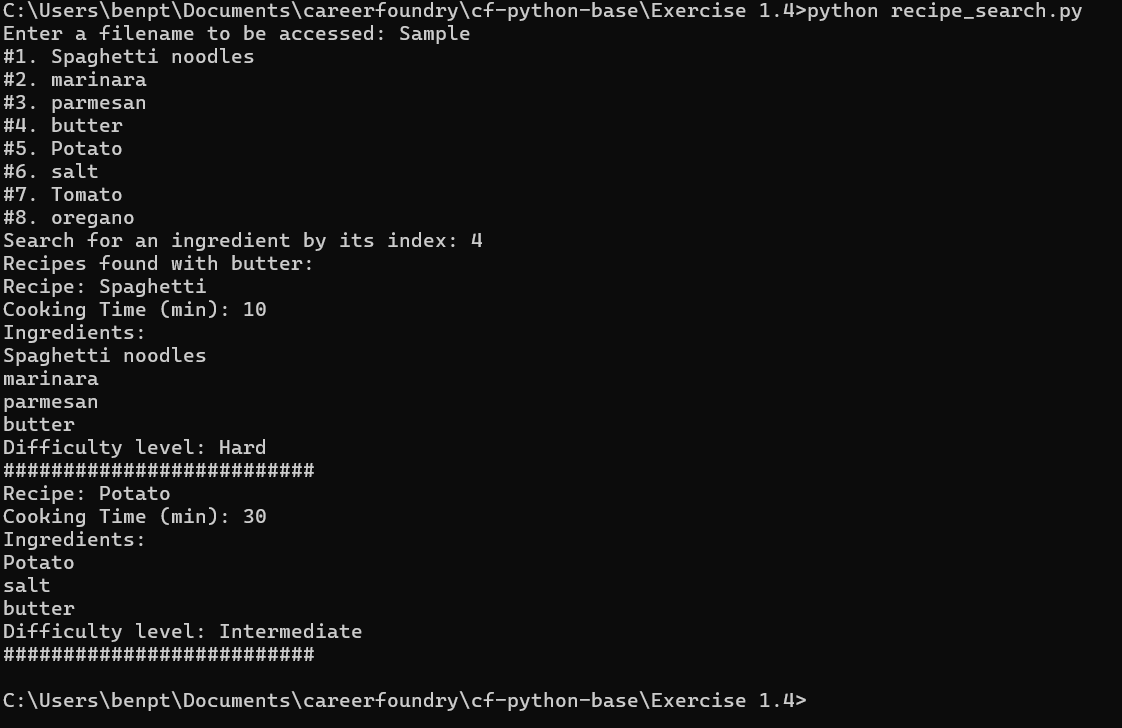 C:\Users\benpt\Documents\careerfoundry\cf-python-base\Exercise 1.4>python recipe_search.py
Enter a filename to be accessed: Sample
#1. Spaghetti noodles
#2. marinara
#3. parmesan
#4. butter
#5. Potato
#6. salt
#7. Tomato
#8. oregano
Search for an ingredient by its index: 4
Recipes found with butter:
Recipe: Spaghetti
Cooking Time (min): 10
Ingredients:
Spaghetti noodles
marinara
parmesan
butter
Difficulty level: Hard
##########################
Recipe: Potato
Cooking Time (min): 30
Ingredients:
Potato
salt
butter
Difficulty level: Intermediate
##########################
C:\Users\benpt\Documents\careerfoundry\cf-python-base\Exercise 1.4>